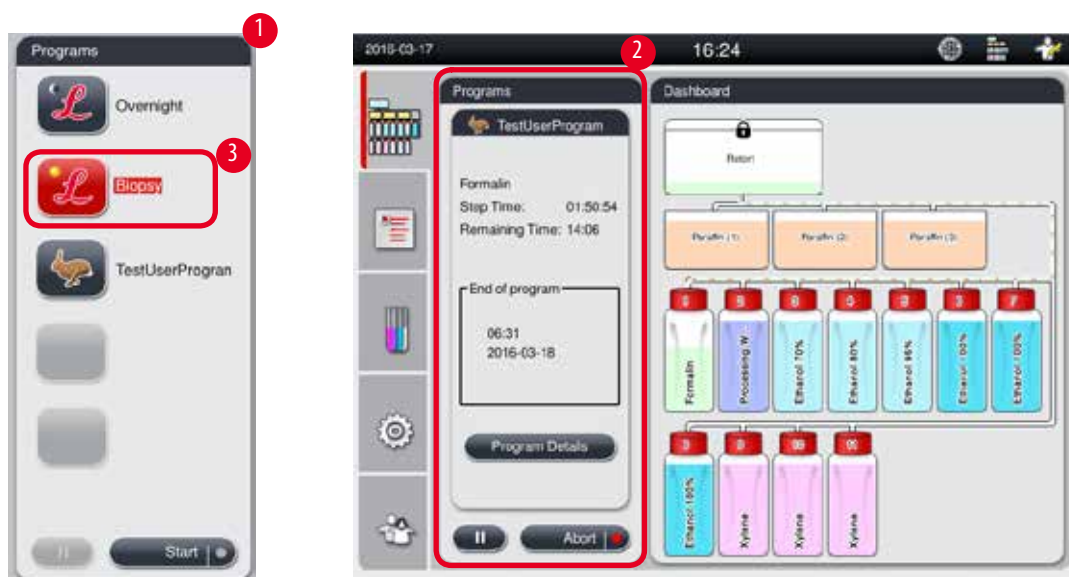 1
Programs
Overnight
3
Biopsy
TestUserProgran
Start
2016-03-17
2
16:24
Programs
TestUserProgram
Formalin
Step Time: 01:50:54
Remaining Time: 14:06
End of program
06:31
2016-03-18
Program Details
Abort
Dashboard
Retort
Paraffin (1)
Paraffin (2)
Paraffin (3)
Formalin
Processing W...
Ethanol 70%
Ethanol 80%
Ethanol 95%
Ethanol 100%
Ethanol 100%
Ethanol 100%
Xylene
Xylene
Xylene